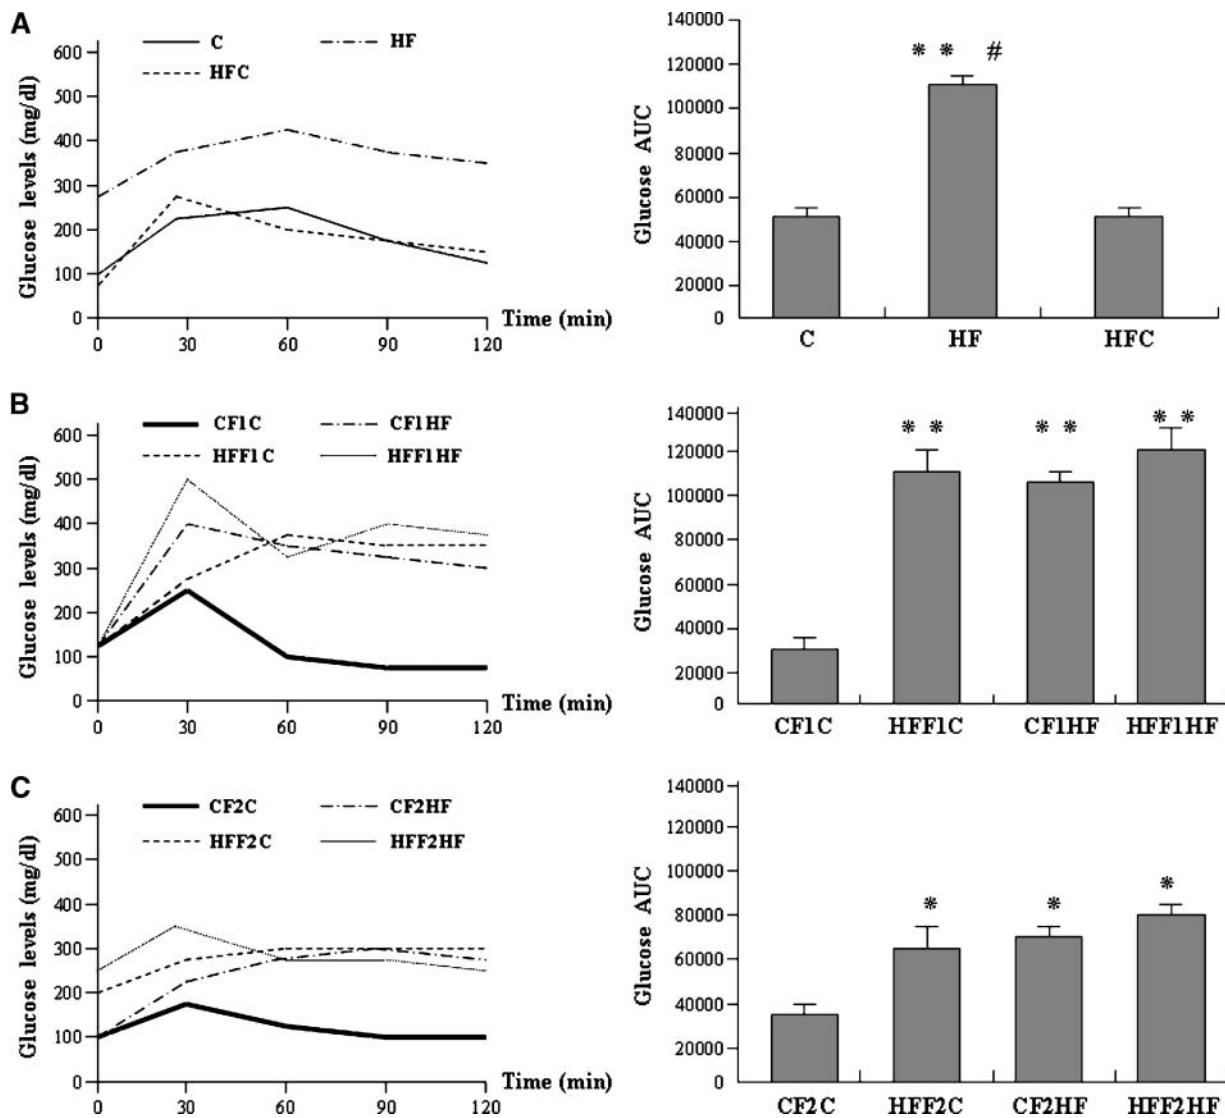 A
C
HF
HFC
Glucose levels (mg/dl)
600
500
400
300
200
100
0
0 30 60 90 120
Time (min)
Glucose AUC
140000
120000
100000
80000
60000
40000
20000
0
** #
C HF HFC
B
CF1C
CF1HF
HFF1C
HFF1HF
Glucose levels (mg/dl)
600
500
400
300
200
100
0
0 30 60 90 120
Time (min)
Glucose AUC
140000
120000
100000
80000
60000
40000
20000
0
** ** **
CF1C HFF1C CF1HF HFF1HF
C
CF2C
CF2HF
HFF2C
HFF2HF
Glucose levels (mg/dl)
600
500
400
300
200
100
0
0 30 60 90 120
Time (min)
Glucose AUC
140000
120000
100000
80000
60000
40000
20000
0
* * *
CF2C HFF2C CF2HF HFF2HF